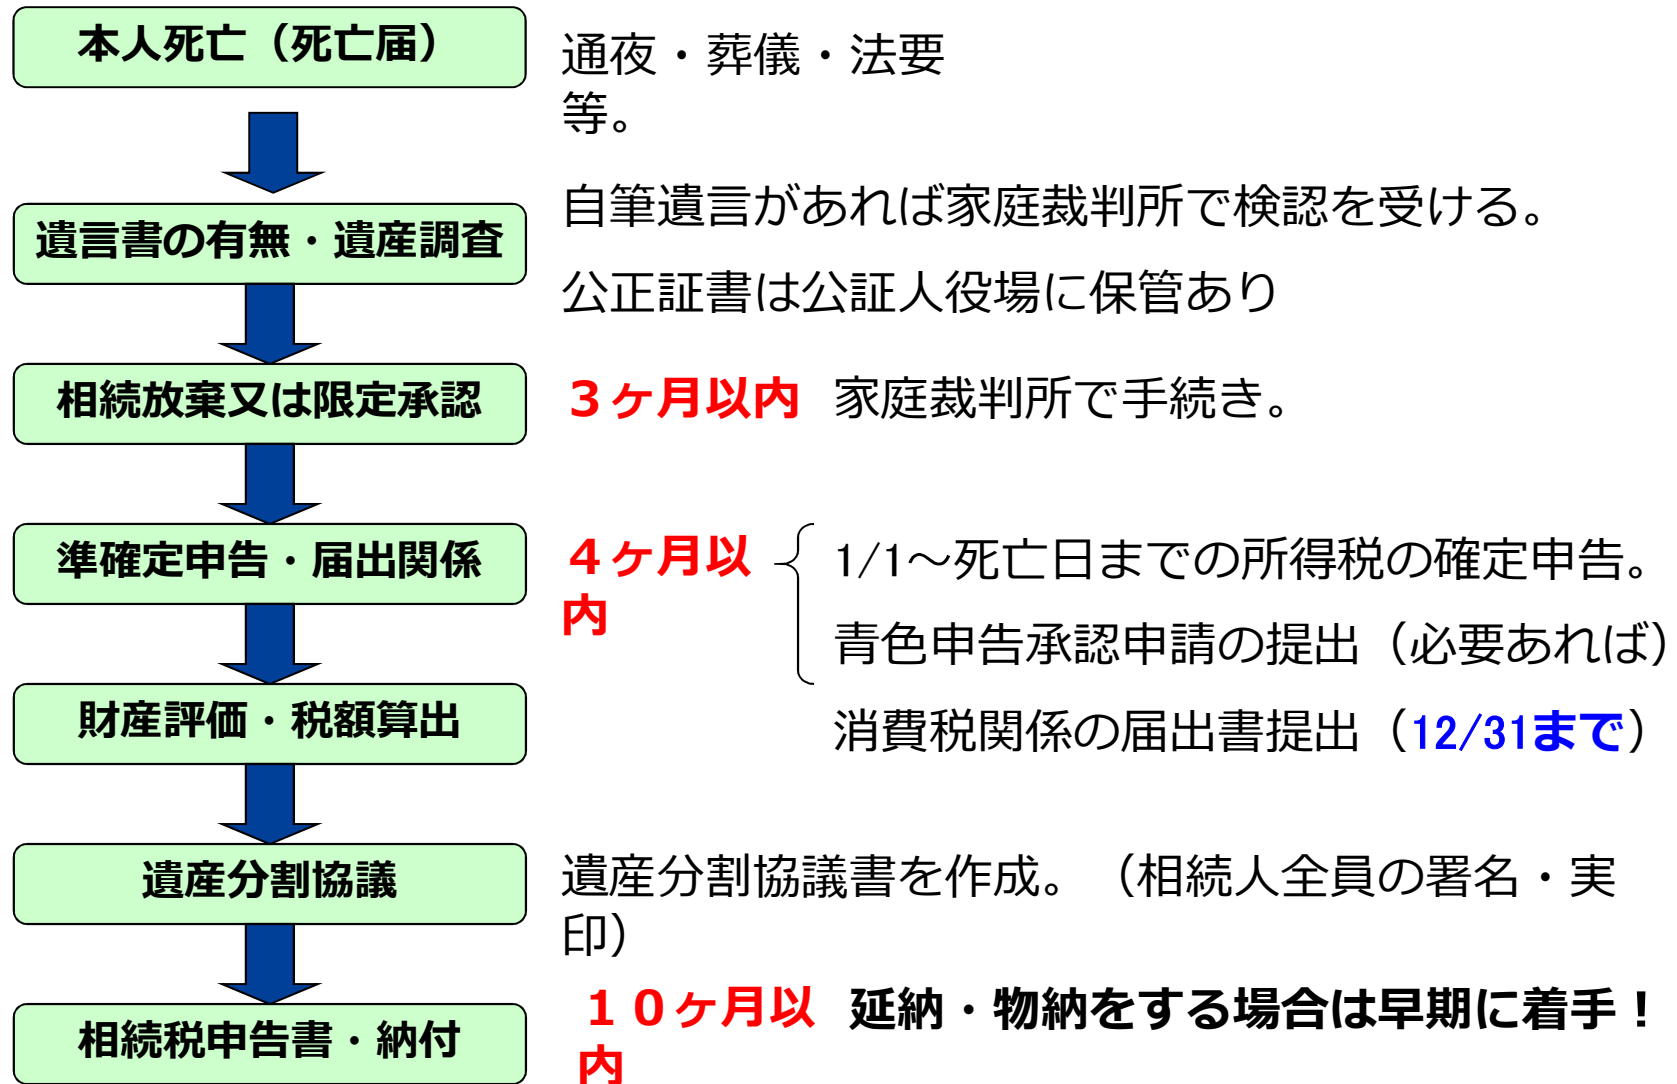 本人死亡（死亡届）
通夜・葬儀・法要
等。
遺言書の有無・遺産調査
自筆遺言があれば家庭裁判所で検認を受ける。
公正証書は公証人役場に保管あり
相続放棄又は限定承認
３ヶ月以内 家庭裁判所で手続き。
準確定申告・届出関係
４ヶ月以
内
1/1～死亡日までの所得税の確定申告。
青色申告承認申請の提出（必要あれば）
財産評価・税額算出
消費税関係の届出書提出（12/31まで）
遺産分割協議
遺産分割協議書を作成。（相続人全員の署名・実
印）
相続税申告書・納付
１０ヶ月以
内
延納・物納をする場合は早期に着手！